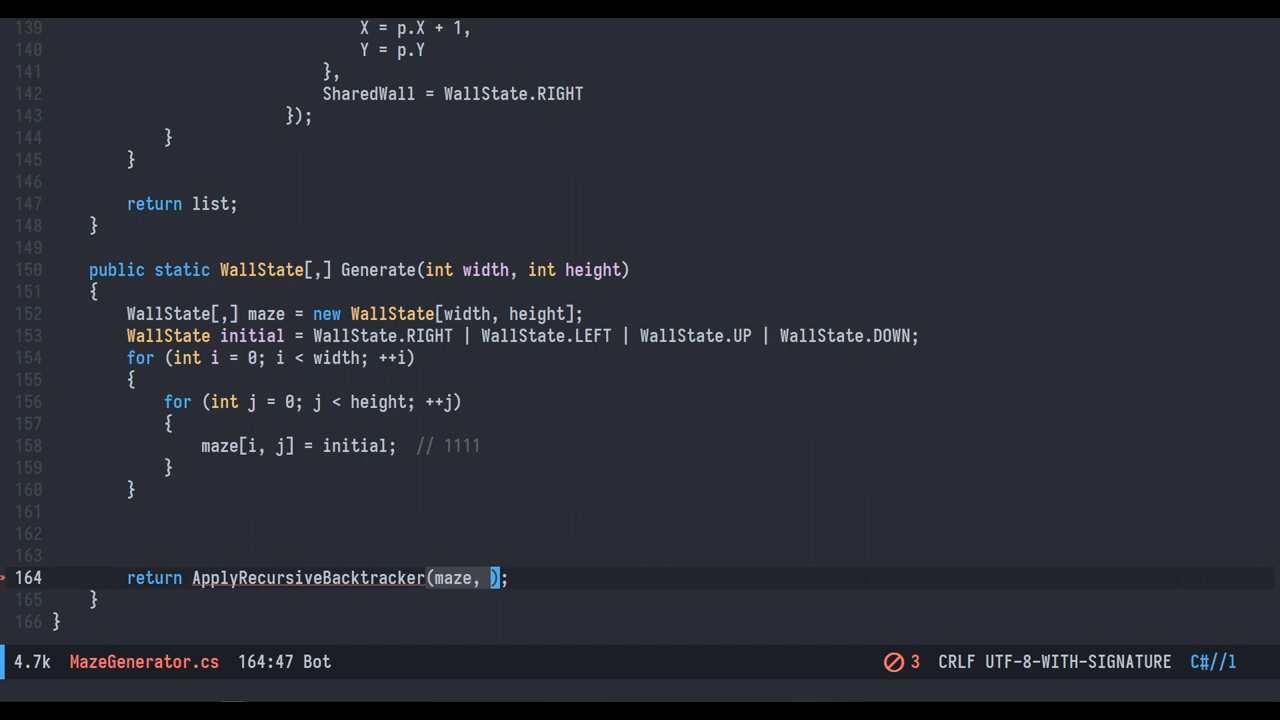 139 X = p.X + 1,
140 Y = p.Y
141 },
142 SharedWall = WallState.RIGHT
143 });
144 }
145 }
146
147 return list;
148 }
149
150 public static WallState[,] Generate(int width, int height)
151 {
152 WallState[,] maze = new WallState[width, height];
153 WallState initial = WallState.RIGHT | WallState.LEFT | WallState.UP | WallState.DOWN;
154 for (int i = 0; i < width; ++i)
155 {
156 for (int j = 0; j < height; ++j)
157 {
158 maze[i, j] = initial;  // 1111
159 }
160 }
161
162
163
» 164 return ApplyRecursiveBacktracker(maze, );
165 }
166 }
4.7k MazeGenerator.cs 164:47 Bot 3 CRLF UTF-8-WITH-SIGNATURE C#//l